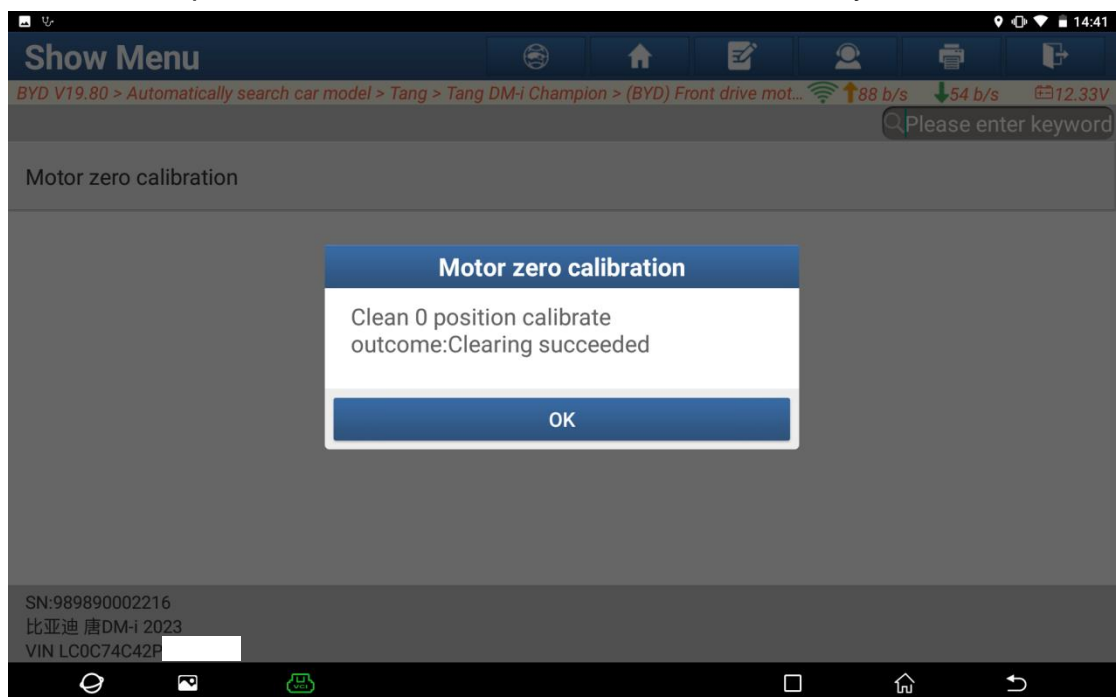 14:41
Show Menu
BYD V19.80 > Automatically search car model > Tang > Tang DM-i Champion > (BYD) Front drive mot... 88 b/s 54 b/s 12.33V
Please enter keyword
Motor zero calibration
Motor zero calibration
Clean 0 position calibrate
outcome:Clearing succeeded
OK
SN:989890002216
比亚迪 唐DM-i 2023
VIN LC0C74C42P
VCI